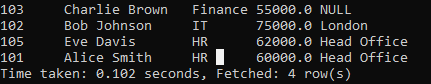 103 Charlie Brown Finance 55000.0 NULL
102 Bob Johnson IT 75000.0 London
105 Eve Davis HR 62000.0 Head Office
101 Alice Smith HR 60000.0 Head Office
Time taken: 0.102 seconds, Fetched: 4 row(s)